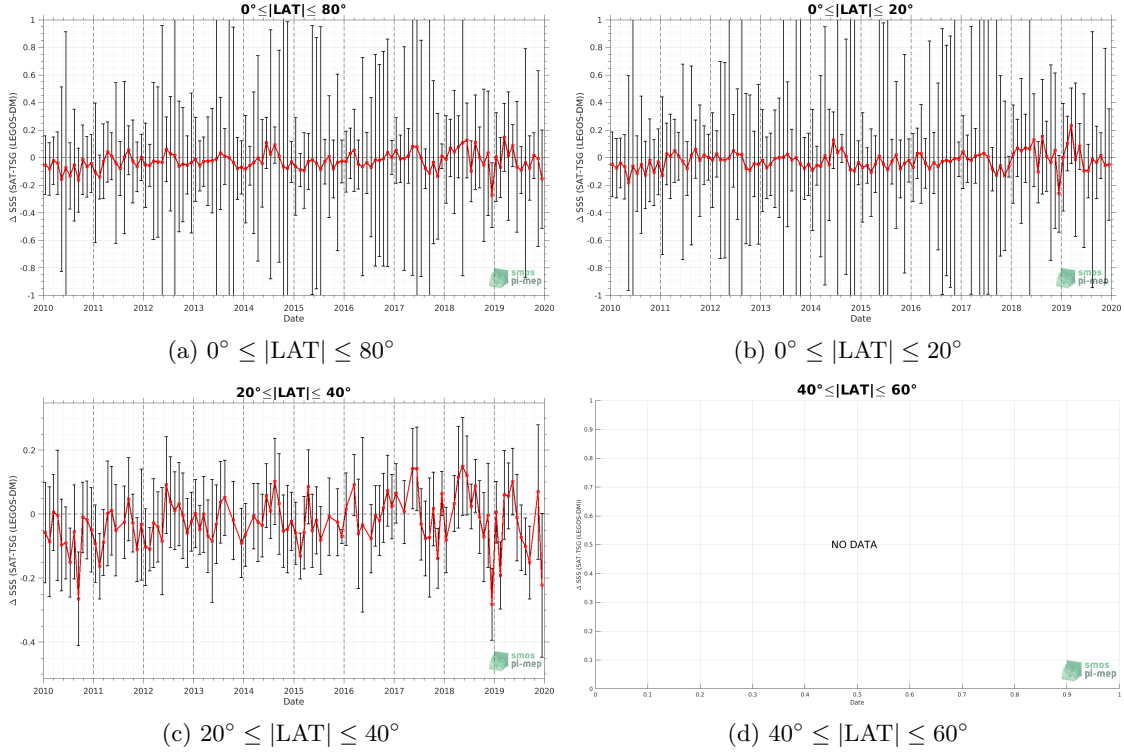 0°≤|LAT|≤ 80°
Δ SSS (SAT-TSG (LEGOS-DM))
1
0.8
0.6
0.4
0.2
0
-0.2
-0.4
-0.6
-0.8
-1
2010 2011 2012 2013 2014 2015 2016 2017 2018 2019 2020
Date
smos
pi-mep
(a) 0° ≤ |LAT| ≤ 80°
0°≤|LAT|≤ 20°
Δ SSS (SAT-TSG (LEGOS-DM))
1
0.8
0.6
0.4
0.2
0
-0.2
-0.4
-0.6
-0.8
-1
2010 2011 2012 2013 2014 2015 2016 2017 2018 2019 2020
Date
smos
pi-mep
(b) 0° ≤ |LAT| ≤ 20°
20°≤|LAT|≤ 40°
Δ SSS (SAT-TSG (LEGOS-DM))
0.2
0
-0.2
-0.4
2010 2011 2012 2013 2014 2015 2016 2017 2018 2019 2020
Date
smos
pi-mep
(c) 20° ≤ |LAT| ≤ 40°
40°≤|LAT|≤ 60°
Δ SSS (SAT-TSG (LEGOS-DM))
1
0.9
0.8
0.7
0.6
0.5
0.4
0.3
0.2
0.1
0
NO DATA
0 0.1 0.2 0.3 0.4 0.5 0.6 0.7 0.8 0.9 1
Date
smos
pi-mep
(d) 40° ≤ |LAT| ≤ 60°